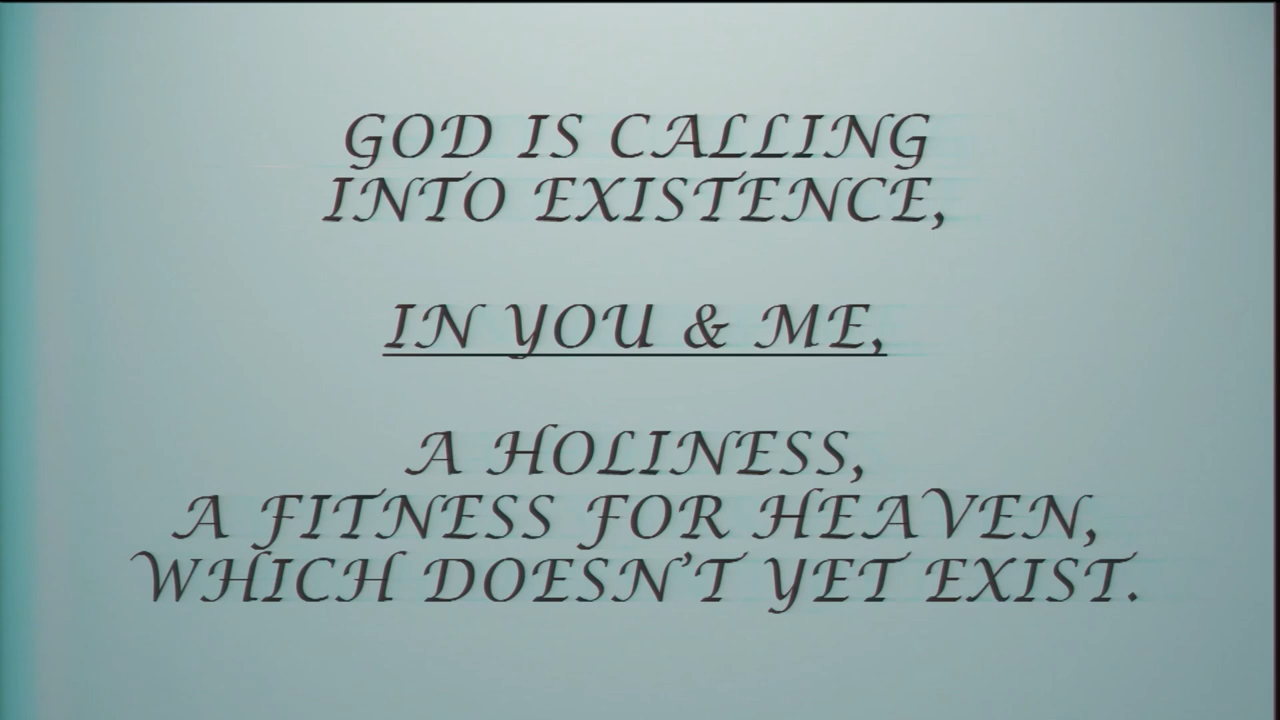 GOD IS CALLING
INTO EXISTENCE,
IN YOU & ME,
A HOLINESS,
A FITNESS FOR HEAVEN,
WHICH DOESN'T YET EXIST.